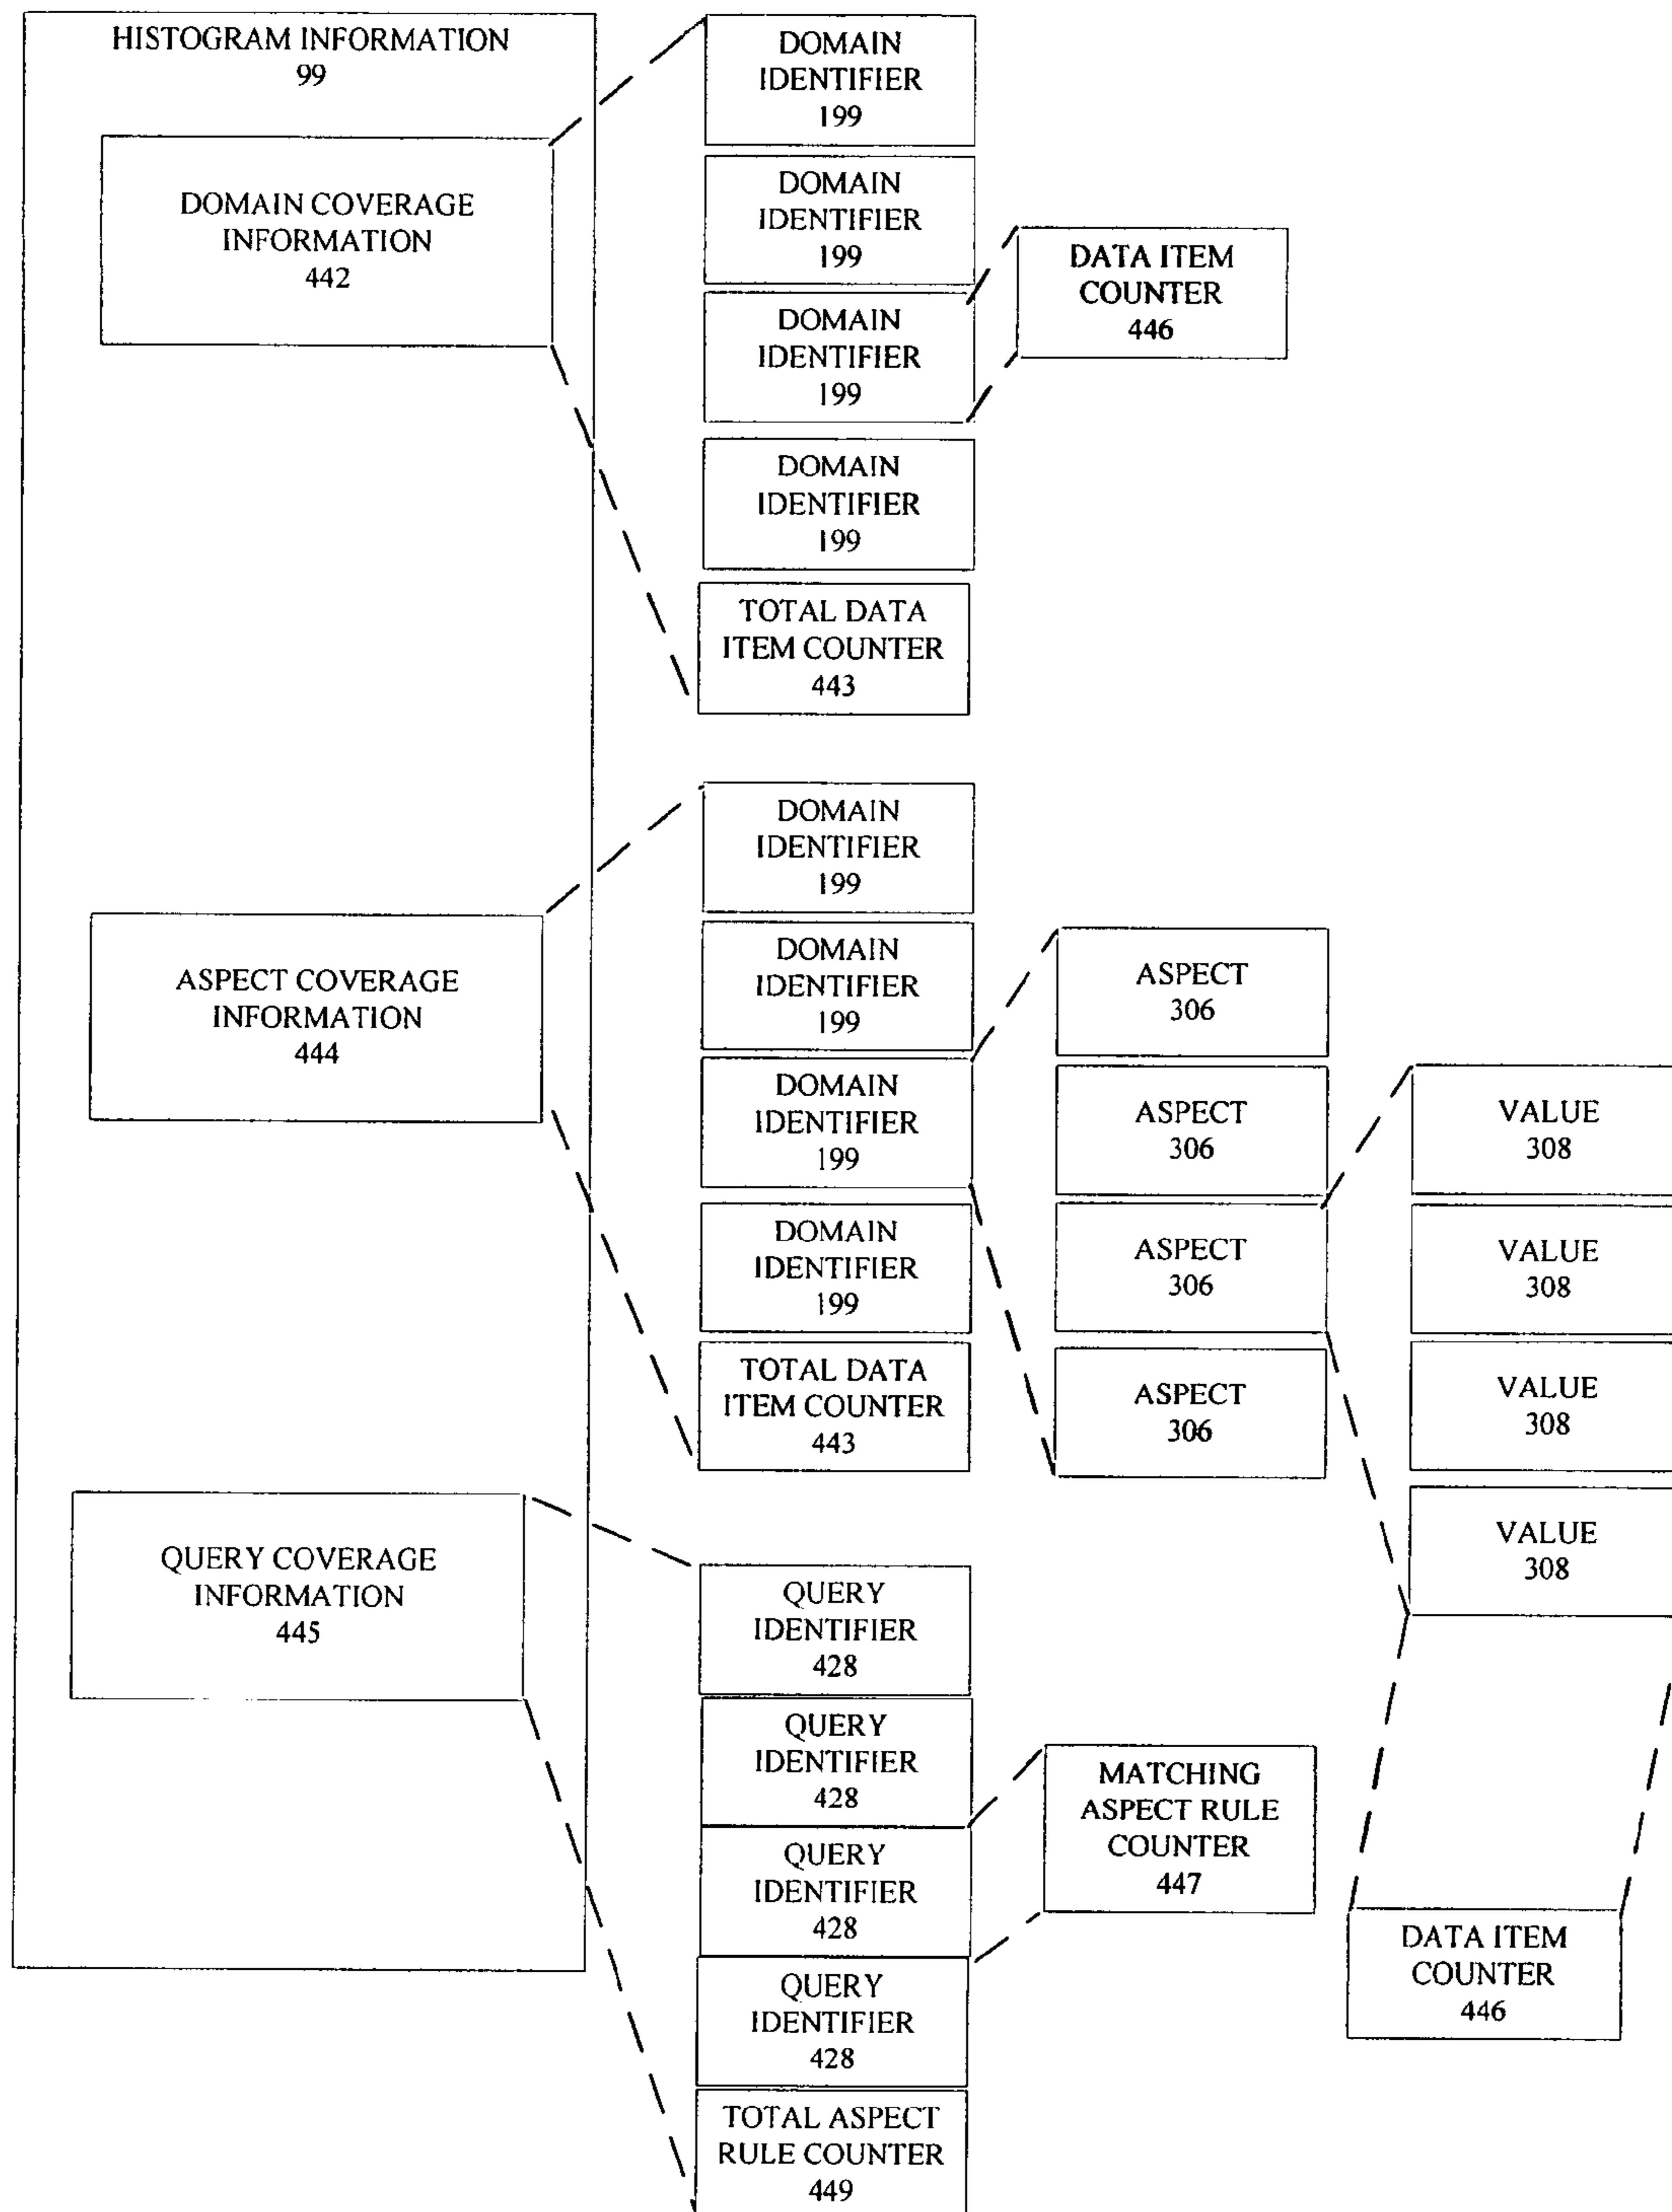 HISTOGRAM INFORMATION
99
DOMAIN COVERAGE
INFORMATION
442
DOMAIN
IDENTIFIER
199
DOMAIN
IDENTIFIER
199
DOMAIN
IDENTIFIER
199
DOMAIN
IDENTIFIER
199
TOTAL DATA
ITEM COUNTER
443
DATA ITEM
COUNTER
446
ASPECT COVERAGE
INFORMATION
444
DOMAIN
IDENTIFIER
199
DOMAIN
IDENTIFIER
199
DOMAIN
IDENTIFIER
199
DOMAIN
IDENTIFIER
199
TOTAL DATA
ITEM COUNTER
443
ASPECT
306
ASPECT
306
ASPECT
306
ASPECT
306
VALUE
308
VALUE
308
VALUE
308
VALUE
308
DATA ITEM
COUNTER
446
QUERY COVERAGE
INFORMATION
445
QUERY
IDENTIFIER
428
QUERY
IDENTIFIER
428
QUERY
IDENTIFIER
428
QUERY
IDENTIFIER
428
TOTAL ASPECT
RULE COUNTER
449
MATCHING
ASPECT RULE
COUNTER
447